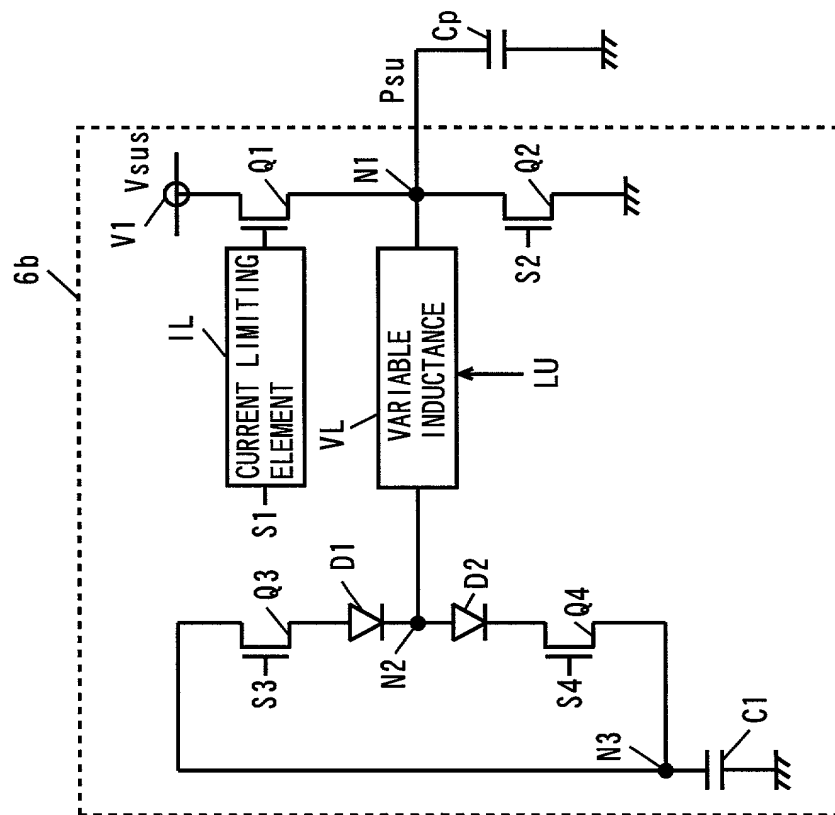 6b
V1
Vsus
IL
CURRENT LIMITING
ELEMENT
S1
Q1
N1
Psu
Cp
VL
VARIABLE
INDUCTANCE
LU
S2
Q2
S3
Q3
D1
N2
D2
S4
Q4
N3
C1